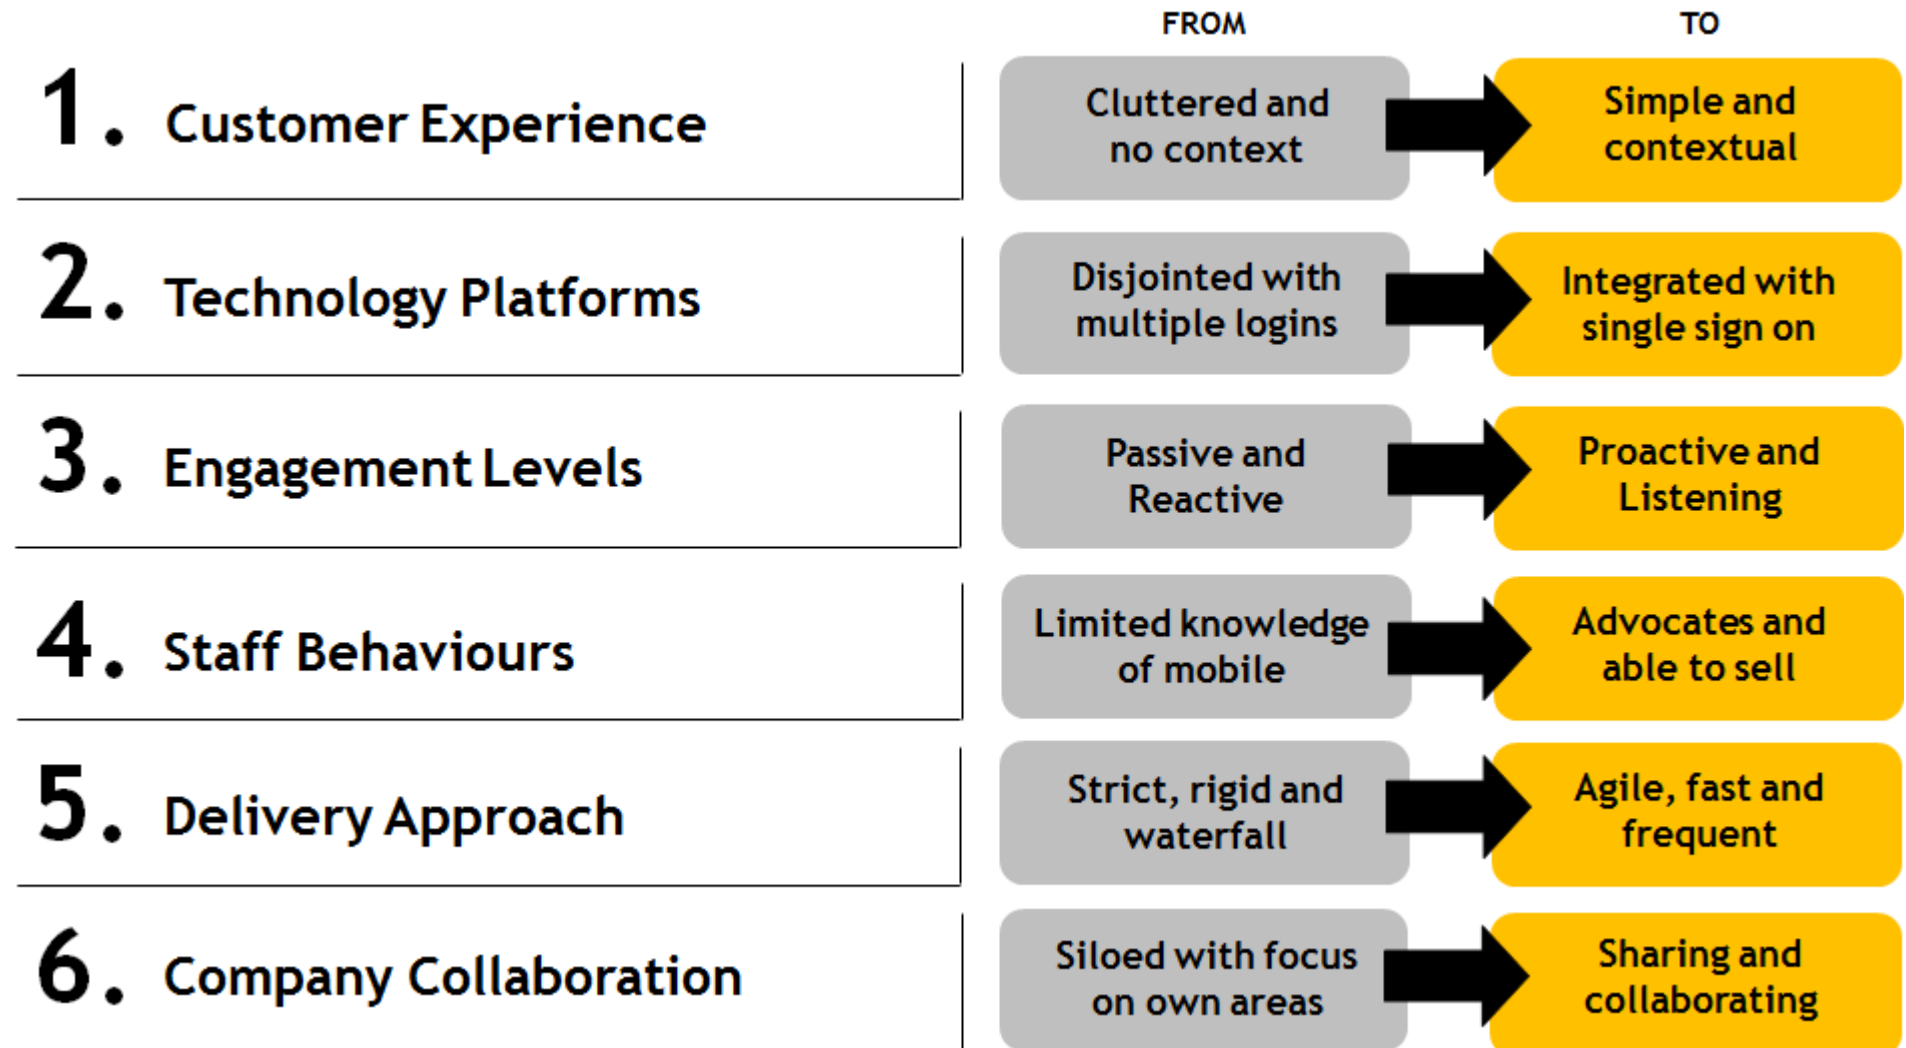 FROM TO
1. Customer Experience
Cluttered and
no context
Simple and
contextual
2. Technology Platforms
Disjointed with
multiple logins
Integrated with
single sign on
3. Engagement Levels
Passive and
Reactive
Proactive and
Listening
4. Staff Behaviours
Limited knowledge
of mobile
Advocates and
able to sell
5. Delivery Approach
Strict, rigid and
waterfall
Agile, fast and
frequent
6. Company Collaboration
Siloed with focus
on own areas
Sharing and
collaborating